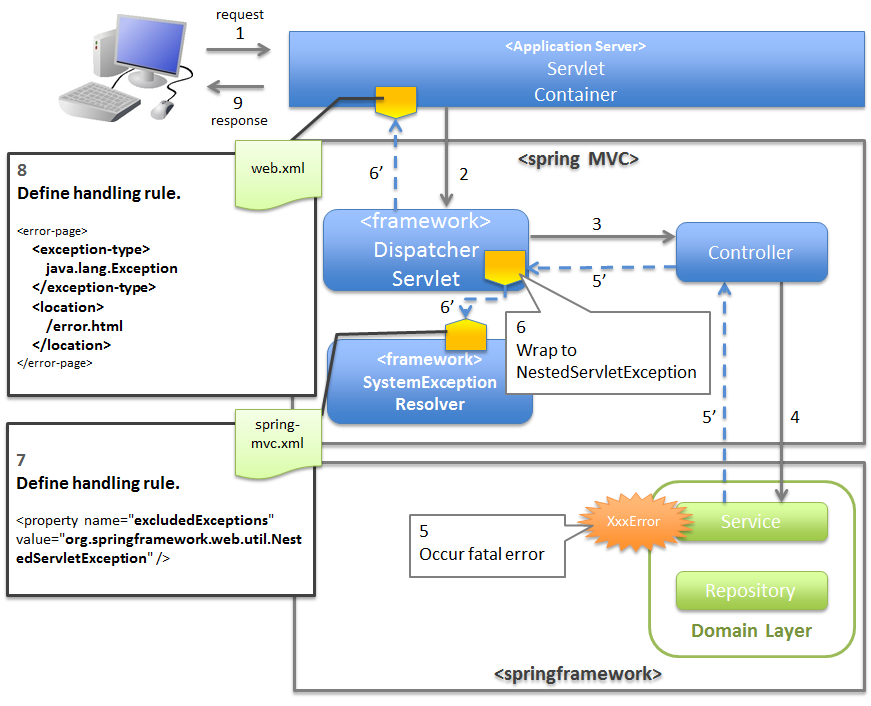 request
1
9
response
<Application Server>
Servlet
Container
<spring MVC>
web.xml
8
Define handling rule.
<error-page>
<exception-type>
java.lang.Exception
</exception-type>
<location>
/error.html
</location>
</error-page>
6’
2
<framework>
Dispatcher
Servlet
3
Controller
5’
6’
6
Wrap to
NestedServletException
<framework>
SystemException
Resolver
5’
4
spring-
mvc.xml
7
Define handling rule.
<property name="excludedExceptions"
value="org.springframework.web.util.Nest
edServletException" />
5
Occur fatal error
XxxError
Service
Repository
Domain Layer
<springframework>